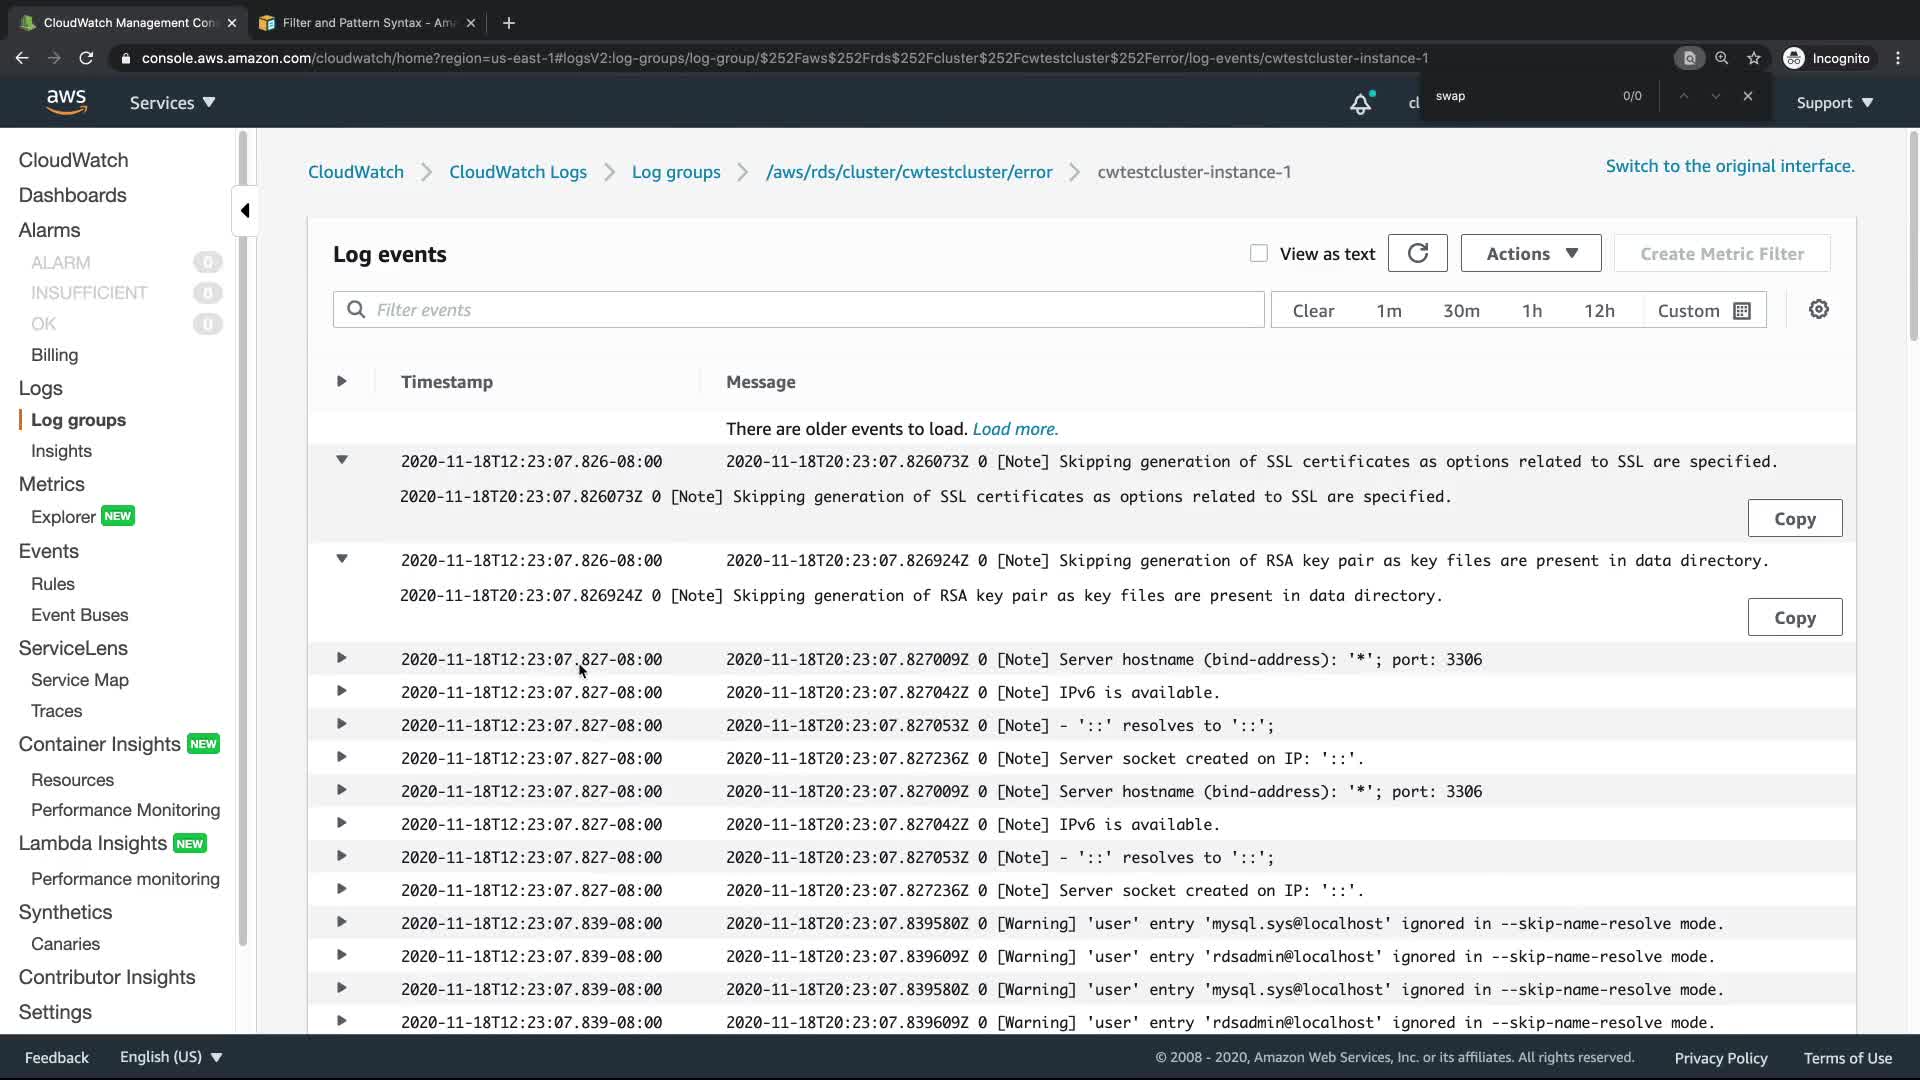 CloudWatch Management Con
Filter and Pattern Syntax - Am
console.aws.amazon.com/cloudwatch/home?region=us-east-1#logsV2:log-groups/log-group/$252Faws$252Frds$252Fcluster$252Fcwtestcluster$252Ferror/log-events/cwtestcluster-instance-1
Incognito
aws
Services
cl
swap
0/0
Support
CloudWatch
Dashboards
Alarms
ALARM 0
INSUFFICIENT 0
OK 0
Billing
Logs
Log groups
Insights
Metrics
Explorer NEW
Events
Rules
Event Buses
ServiceLens
Service Map
Traces
Container Insights NEW
Resources
Performance Monitoring
Lambda Insights NEW
Performance monitoring
Synthetics
Canaries
Contributor Insights
Settings
CloudWatch
CloudWatch Logs
Log groups
/aws/rds/cluster/cwtestcluster/error
cwtestcluster-instance-1
Switch to the original interface.
Log events
View as text
Actions
Create Metric Filter
Filter events
Clear
1m
30m
1h
12h
Custom
Timestamp
Message
There are older events to load. Load more.
2020-11-18T12:23:07.826-08:00 2020-11-18T20:23:07.826073Z 0 [Note] Skipping generation of SSL certificates as options related to SSL are specified.
2020-11-18T20:23:07.826073Z 0 [Note] Skipping generation of SSL certificates as options related to SSL are specified.
Copy
2020-11-18T12:23:07.826-08:00 2020-11-18T20:23:07.826924Z 0 [Note] Skipping generation of RSA key pair as key files are present in data directory.
2020-11-18T20:23:07.826924Z 0 [Note] Skipping generation of RSA key pair as key files are present in data directory.
Copy
2020-11-18T12:23:07.827-08:00 2020-11-18T20:23:07.827009Z 0 [Note] Server hostname (bind-address): '*'; port: 3306
2020-11-18T12:23:07.827-08:00 2020-11-18T20:23:07.827042Z 0 [Note] IPv6 is available.
2020-11-18T12:23:07.827-08:00 2020-11-18T20:23:07.827053Z 0 [Note] - '::' resolves to '::';
2020-11-18T12:23:07.827-08:00 2020-11-18T20:23:07.827236Z 0 [Note] Server socket created on IP: '::'.
2020-11-18T12:23:07.827-08:00 2020-11-18T20:23:07.827009Z 0 [Note] Server hostname (bind-address): '*'; port: 3306
2020-11-18T12:23:07.827-08:00 2020-11-18T20:23:07.827042Z 0 [Note] IPv6 is available.
2020-11-18T12:23:07.827-08:00 2020-11-18T20:23:07.827053Z 0 [Note] - '::' resolves to '::';
2020-11-18T12:23:07.827-08:00 2020-11-18T20:23:07.827236Z 0 [Note] Server socket created on IP: '::'.
2020-11-18T12:23:07.839-08:00 2020-11-18T20:23:07.839580Z 0 [Warning] 'user' entry 'mysql.sys@localhost' ignored in --skip-name-resolve mode.
2020-11-18T12:23:07.839-08:00 2020-11-18T20:23:07.839609Z 0 [Warning] 'user' entry 'rdsadmin@localhost' ignored in --skip-name-resolve mode.
2020-11-18T12:23:07.839-08:00 2020-11-18T20:23:07.839580Z 0 [Warning] 'user' entry 'mysql.sys@localhost' ignored in --skip-name-resolve mode.
2020-11-18T12:23:07.839-08:00 2020-11-18T20:23:07.839609Z 0 [Warning] 'user' entry 'rdsadmin@localhost' ignored in --skip-name-resolve mode.
Feedback
English (US)
© 2008 - 2020, Amazon Web Services, Inc. or its affiliates. All rights reserved.
Privacy Policy
Terms of Use